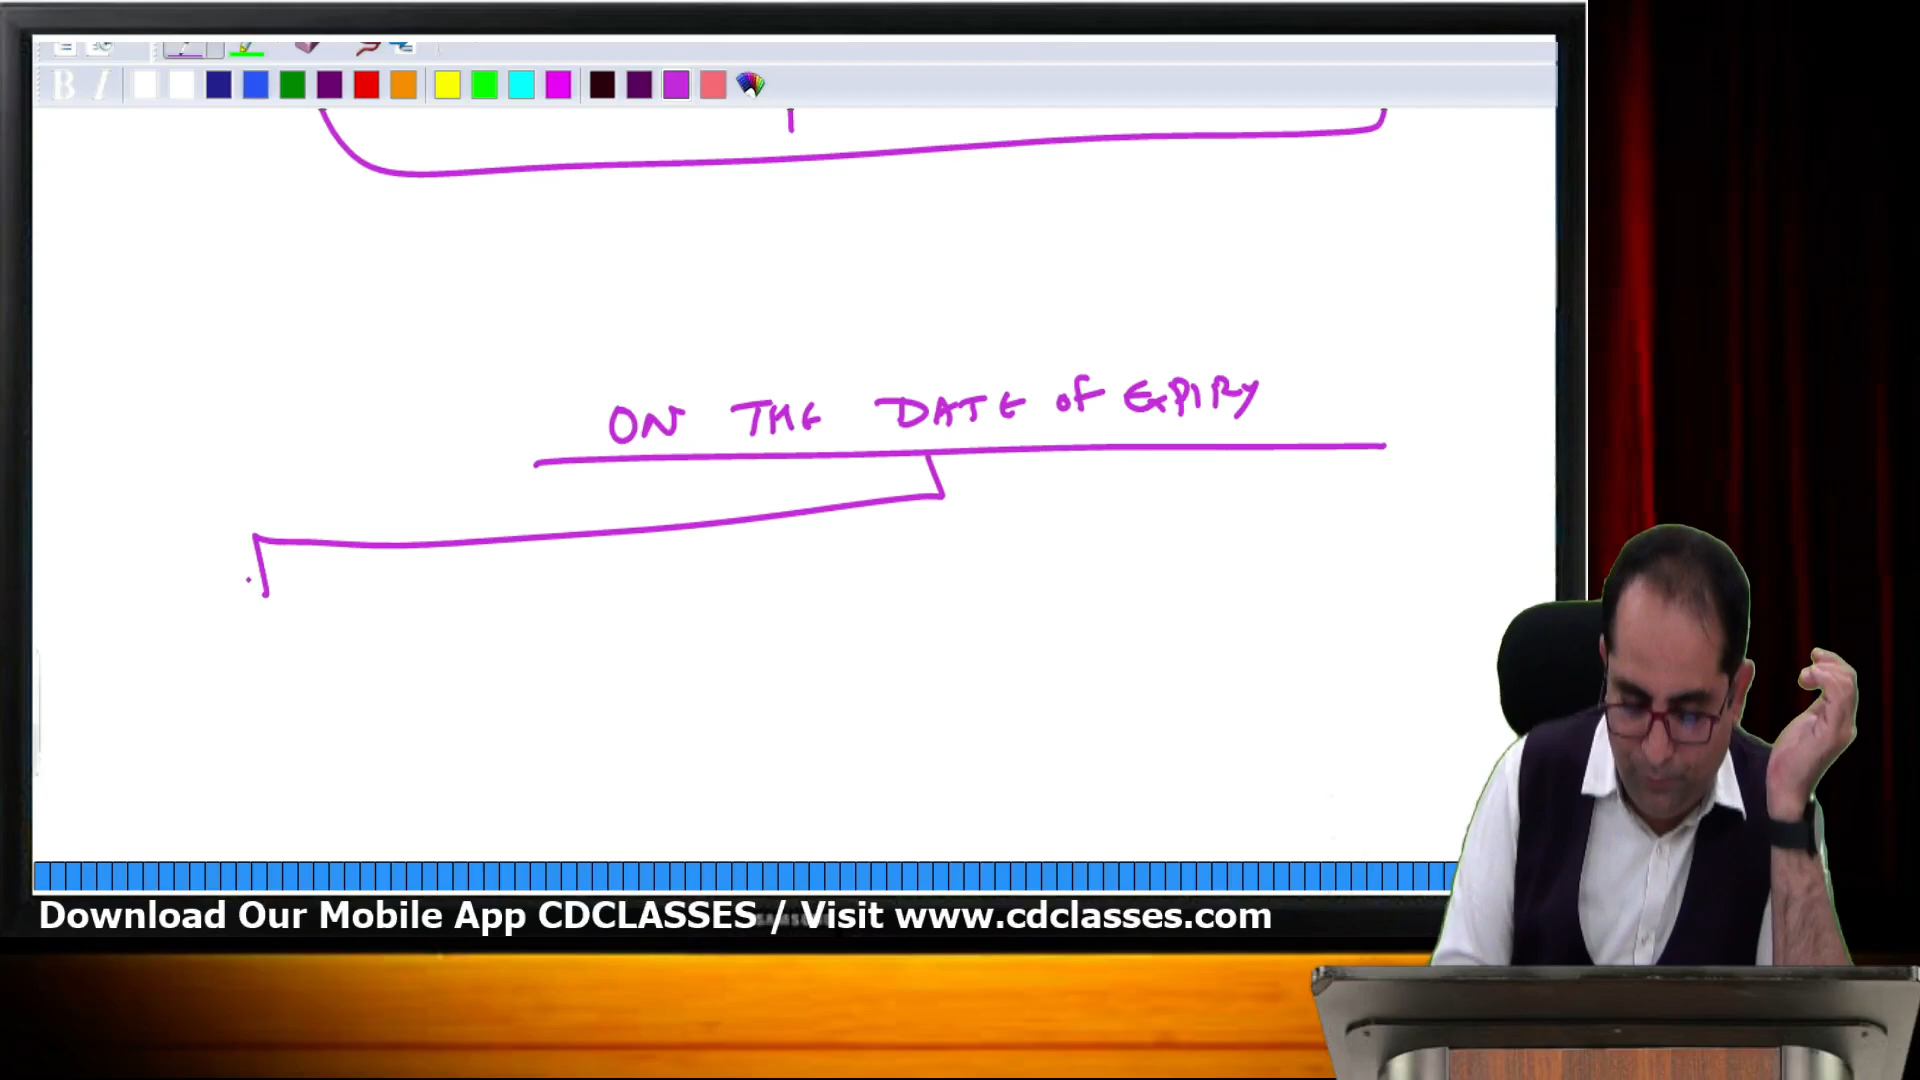 B I
ON THE DATE of EXPIRY
Download Our Mobile App CDCLASSES / Visit www.cdclasses.com